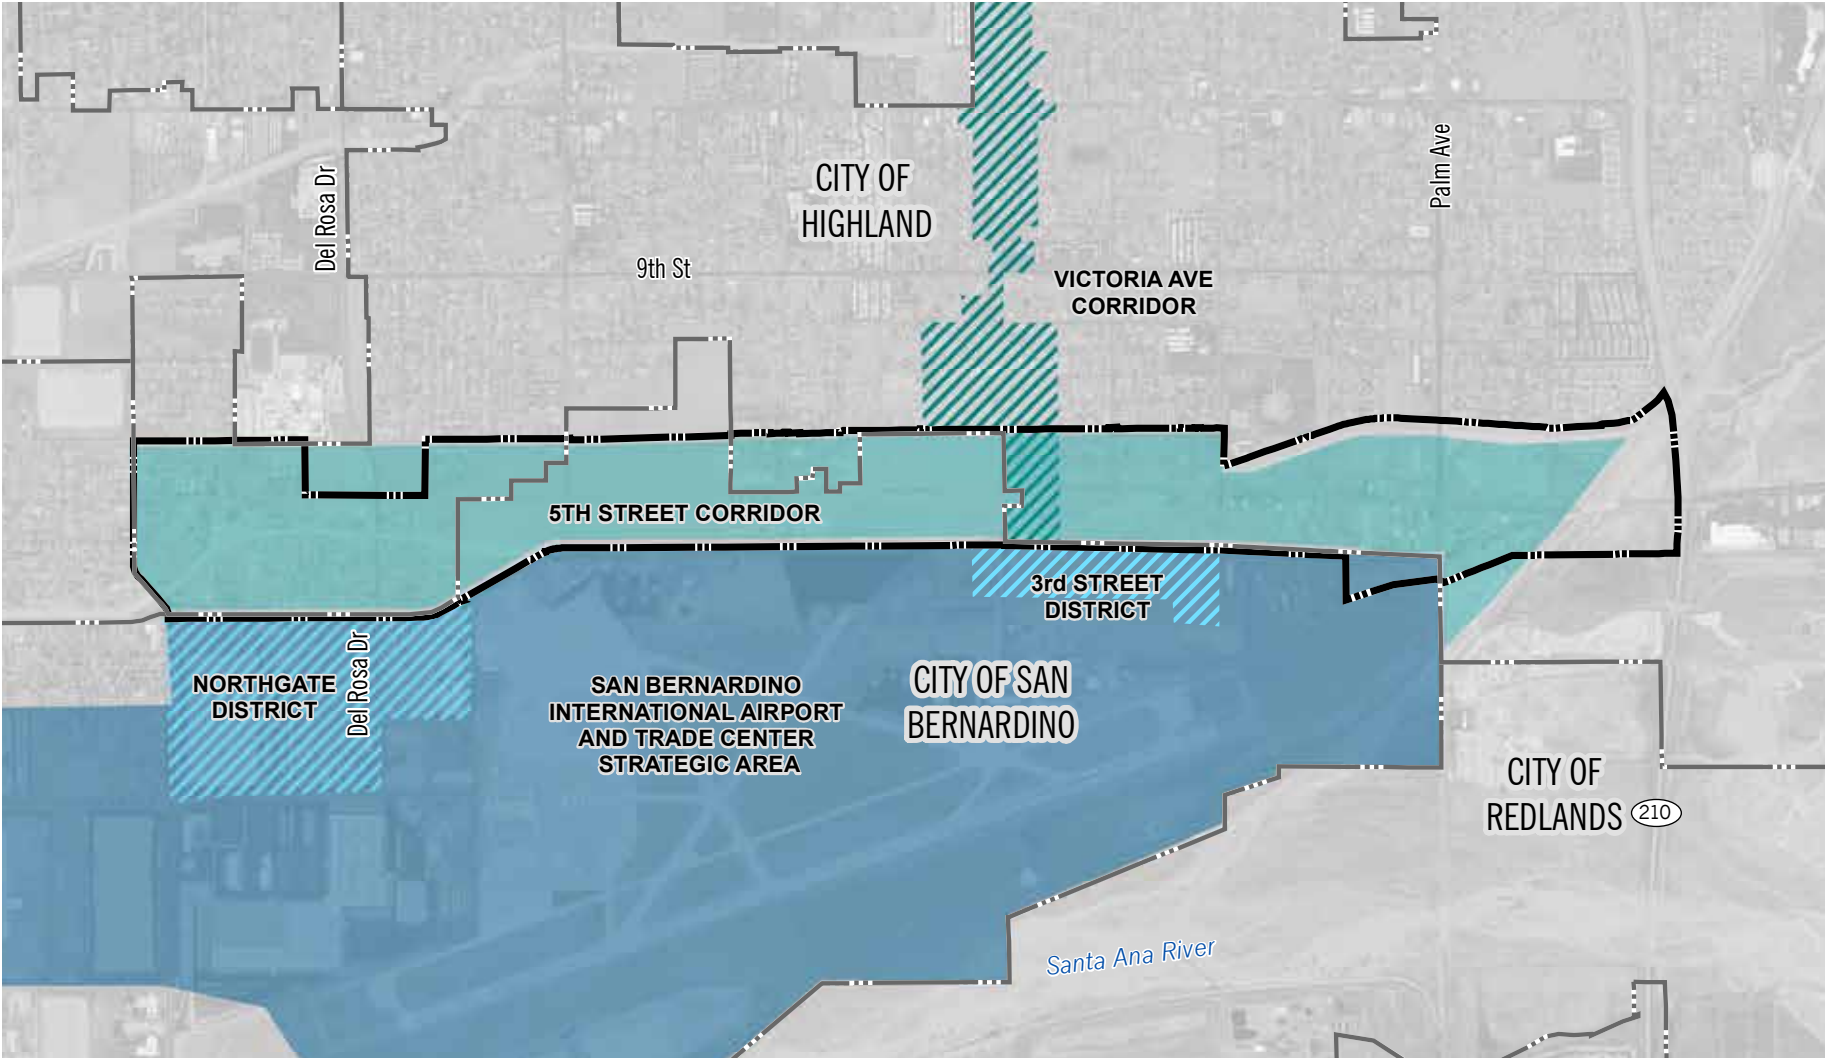 Del Rosa Dr
CITY OF
HIGHLAND
Palm Ave
9th St
VICTORIA AVE
CORRIDOR
5TH STREET CORRIDOR
3rd STREET
DISTRICT
NORTHGATE
DISTRICT
Del Rosa Dr
SAN BERNARDINO
INTERNATIONAL AIRPORT
AND TRADE CENTER
STRATEGIC AREA
CITY OF SAN
BERNARDINO
CITY OF
REDLANDS
210
Santa Ana River